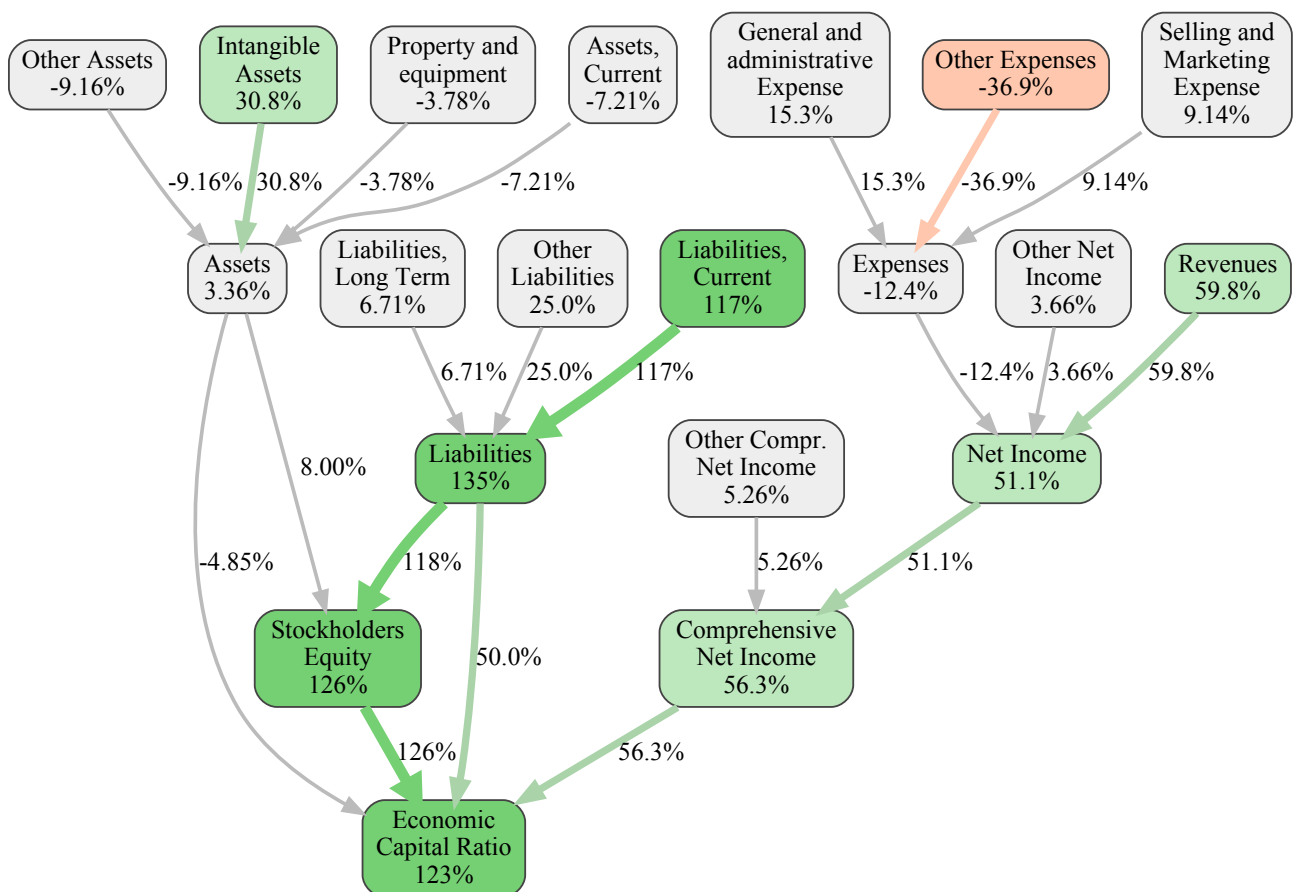 Other Assets
-9.16%
Intangible
Assets
30.8%
Property and
equipment
-3.78%
Assets,
Current
-7.21%
General and
administrative
Expense
15.3%
Other Expenses
-36.9%
Selling and
Marketing
Expense
9.14%
-9.16%
30.8%
-3.78%
-7.21%
15.3%
-36.9%
9.14%
Assets
3.36%
Liabilities,
Long Term
6.71%
Other
Liabilities
25.0%
Liabilities,
Current
117%
Expenses
-12.4%
Other Net
Income
3.66%
Revenues
59.8%
6.71%
25.0%
117%
-12.4%
3.66%
59.8%
8.00%
Liabilities
135%
Other Compr.
Net Income
5.26%
Net Income
51.1%
-4.85%
118%
5.26%
51.1%
Stockholders
Equity
126%
50.0%
Comprehensive
Net Income
56.3%
126%
56.3%
Economic
Capital Ratio
123%